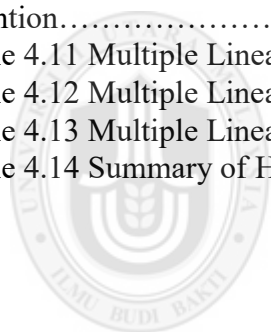 ntion…………………
e 4.11 Multiple Linea
e 4.12 Multiple Linea
e 4.13 Multiple Linea
e 4.14 Summary of H
UTARA
ILMU BUDI BAKTI